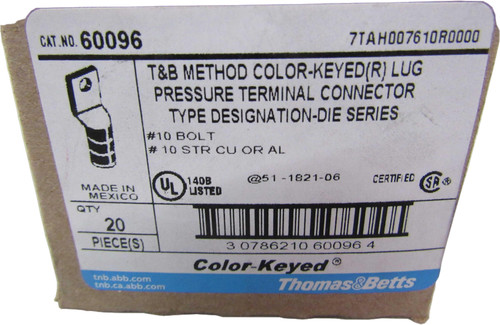 CAT.NO. 60096 7TAH007610R0000
T&B METHOD COLOR-KEYED(R) LUG
PRESSURE TERMINAL CONNECTOR
TYPE DESIGNATION-DIE SERIES
#10 BOLT
# 10 STR CU OR AL
MADE IN
MEXICO
UL 140B
LISTED
@51-1821-06
CERTIFIED SA
QTY
20
PIECE(S)
3 0786210 60096 4
tnb.abb.com
tnb.ca.abb.com
Color-Keyed®
Thomas&Betts